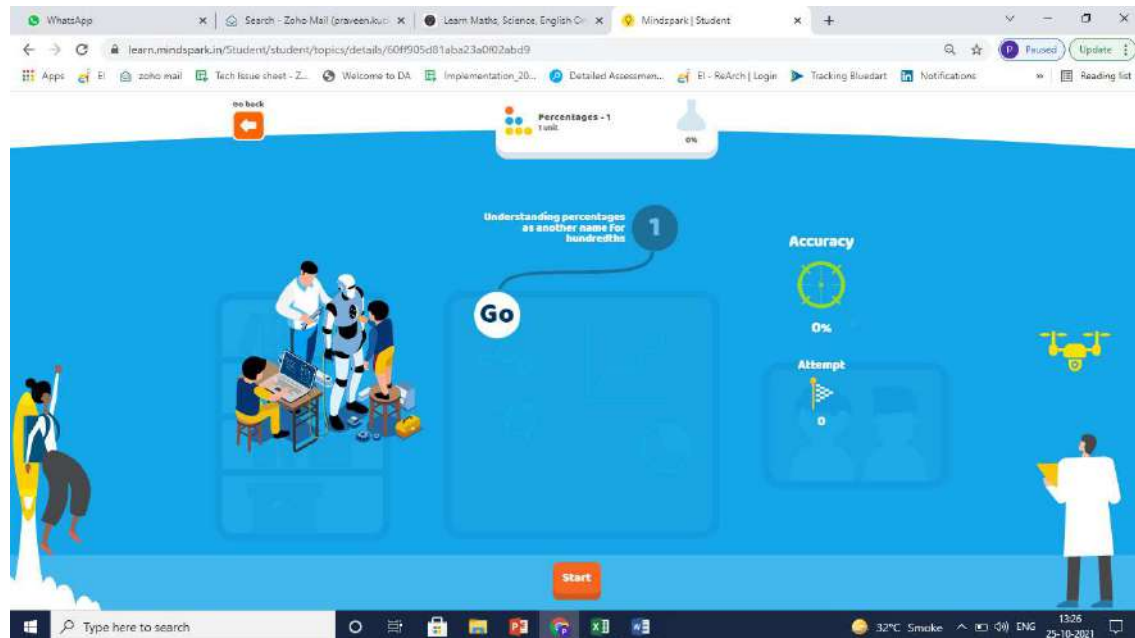 WhatsApp
Search - Zoho Mail (praveen.ku
Learn Maths, Science, English
Mindspark | Student
learn.mindspark.in/Student/student/topics/details/60ff905d81aba23a0f02abd9
P
Paused
Update
Apps
EI
zoho mail
Tech Issue sheet - Z...
Welcome to DA
Implementation_20...
Detailed Assessmen...
EI - ReArch | Login
Tracking Bluedart
Notifications
Reading list
Go back
Percentages - 1
1 unit
0%
Understanding percentages
as another name for
hundredths
1
Go
Accuracy
0%
Attempt
0
Start
Type here to search
32°C Smoke
ENG
13:26
25-10-2021